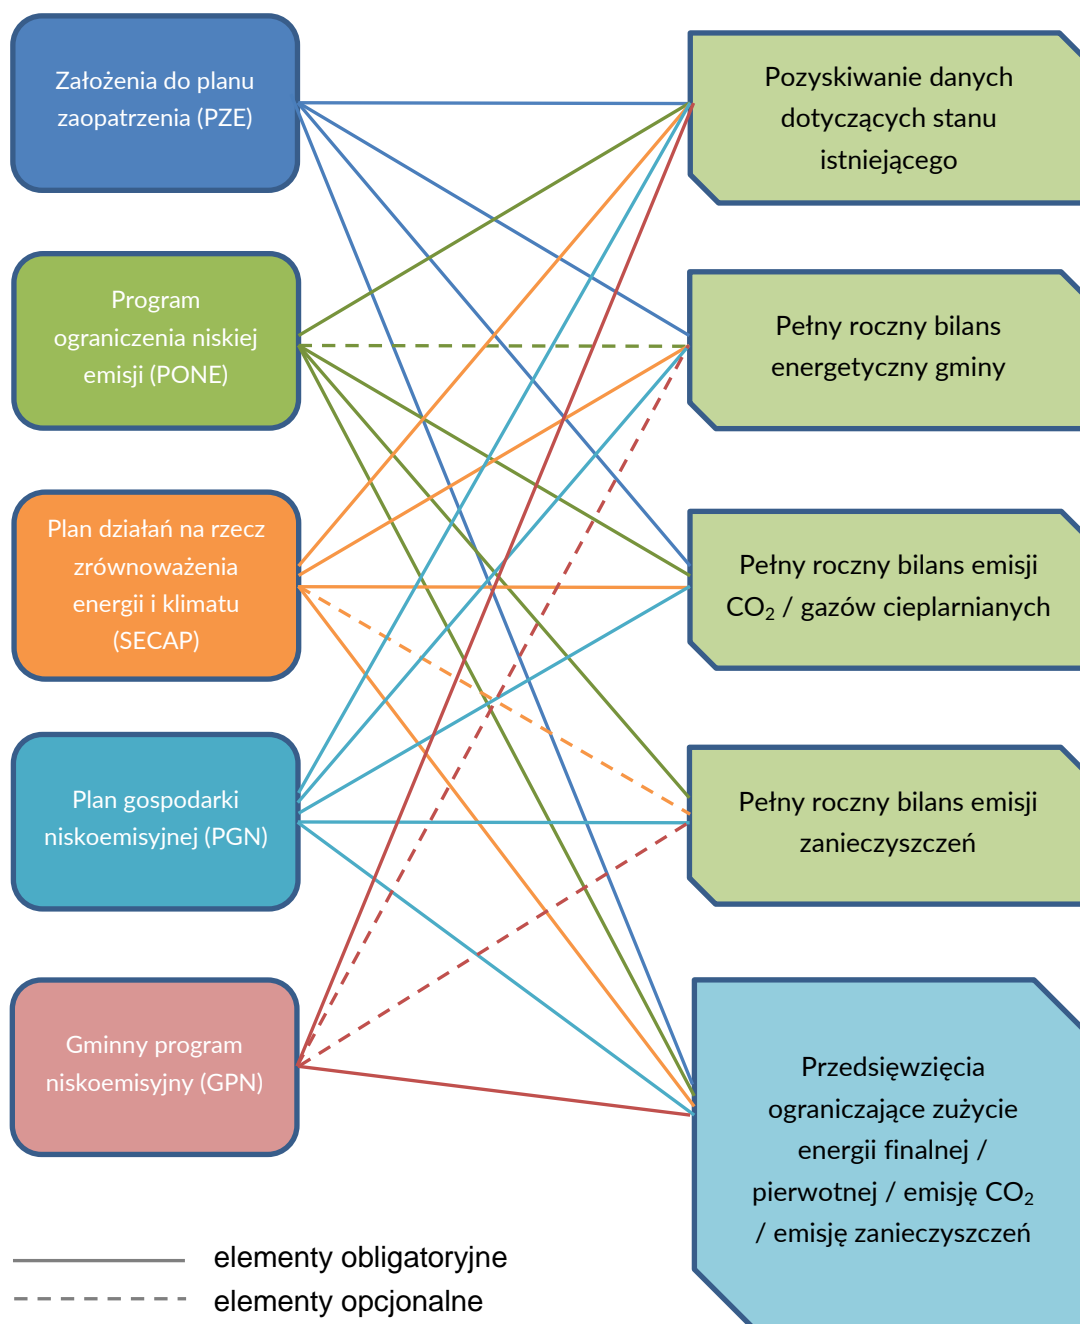 Założenia do planu
zaopatrzenia (PZE)
Program
ograniczenia niskiej
emisji (PONE)
Plan działań na rzecz
zrównoważenia
energii i klimatu
(SECAP)
Plan gospodarki
niskoemisyjnej (PGN)
Gminny program
niskoemisyjny (GPN)
Pozyskiwanie danych
dotyczących stanu
istniejącego
Pełny roczny bilans
energetyczny gminy
Pełny roczny bilans emisji
CO₂ / gazów cieplarnianych
Pełny roczny bilans emisji
zanieczyszczeń
Przedsięwzięcia
ograniczające zużycie
energii finalnej /
pierwotnej / emisję CO₂
/ emisję zanieczyszczeń
elementy obligatoryjne
elementy opcjonalne